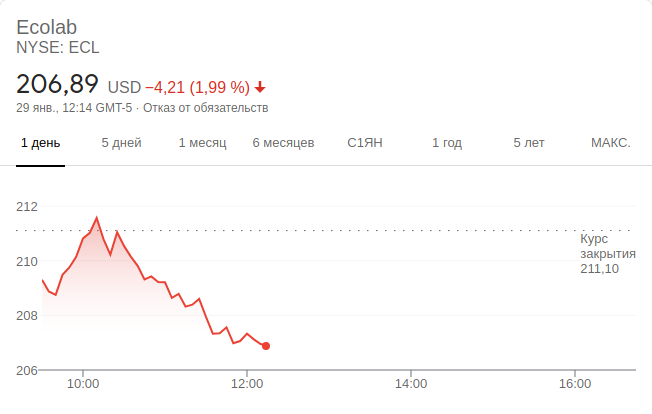 Ecolab
NYSE: ECL
206,89 USD −4,21 (1,99 %)
29 янв., 12:14 GMT-5 · Отказ от обязательств
1 день 5 дней 1 месяц 6 месяцев С1ЯН 1 год 5 лет МАКС.
212
210
208
206
Курс
закрытия
211,10
10:00 12:00 14:00 16:00